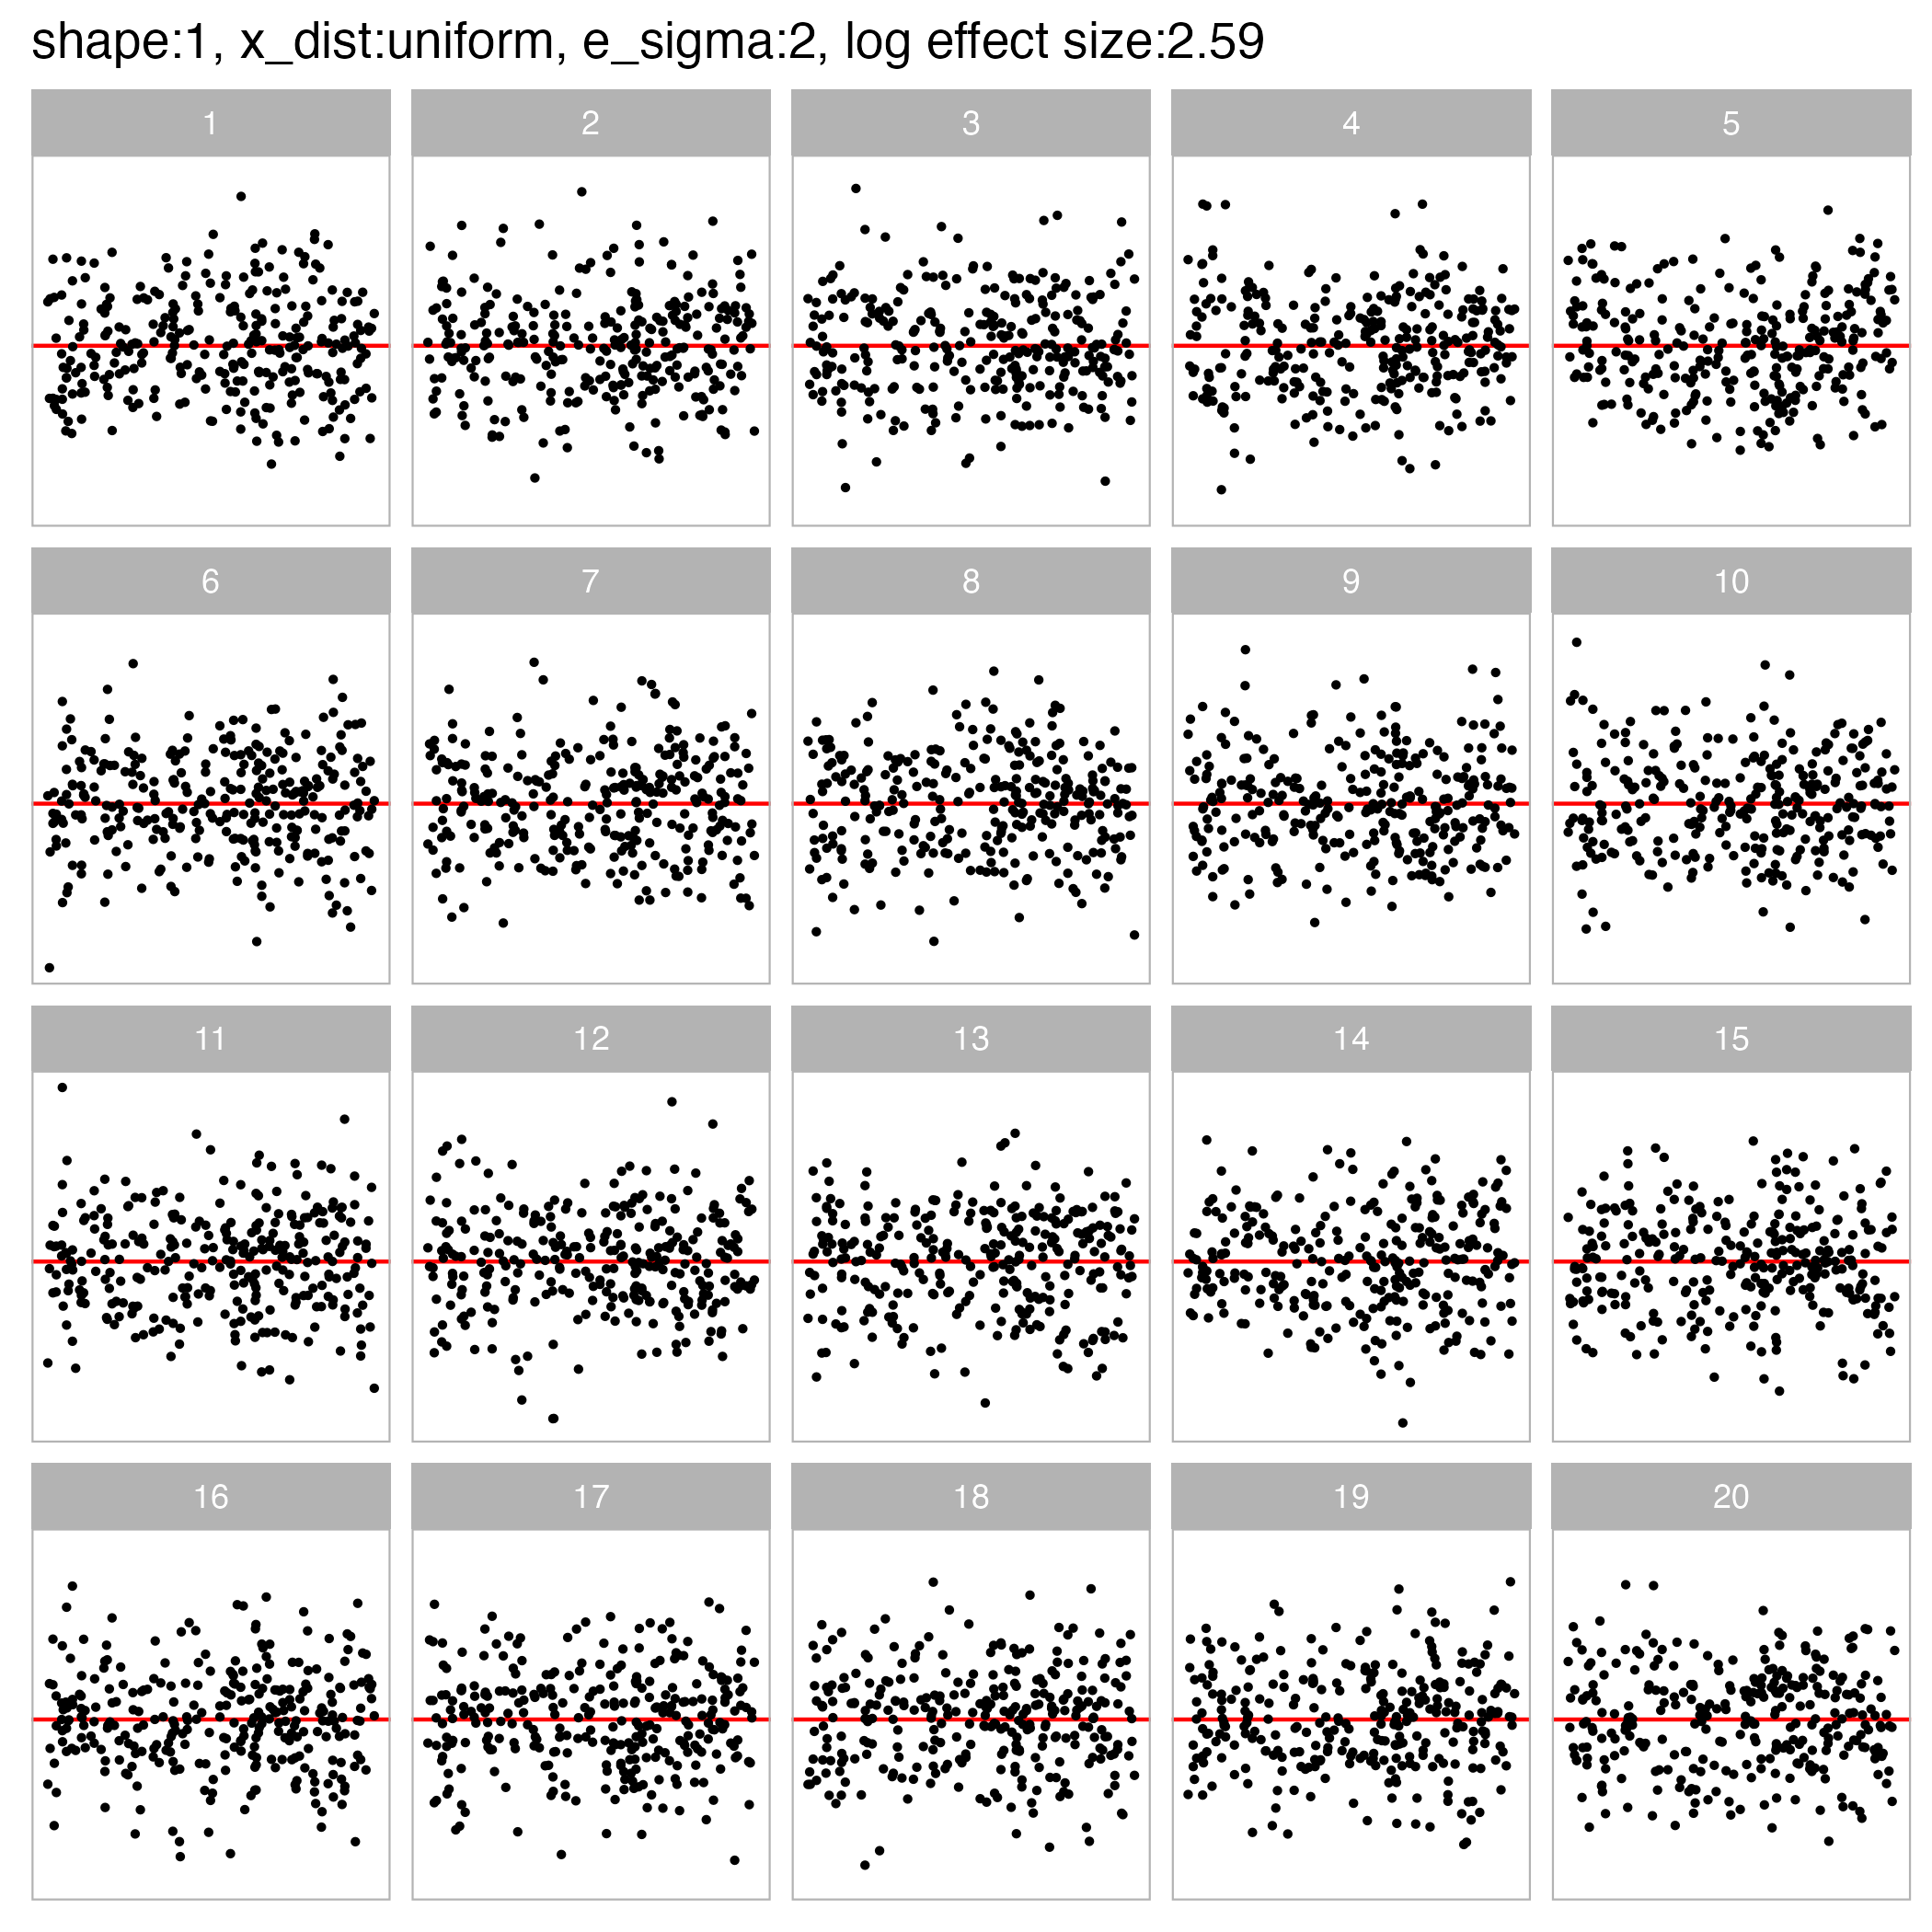 shape:1, x_dist:uniform, e_sigma:2, log effect size:2.59
1 2 3 4 5
6 7 8 9 10
11 12 13 14 15
16 17 18 19 20